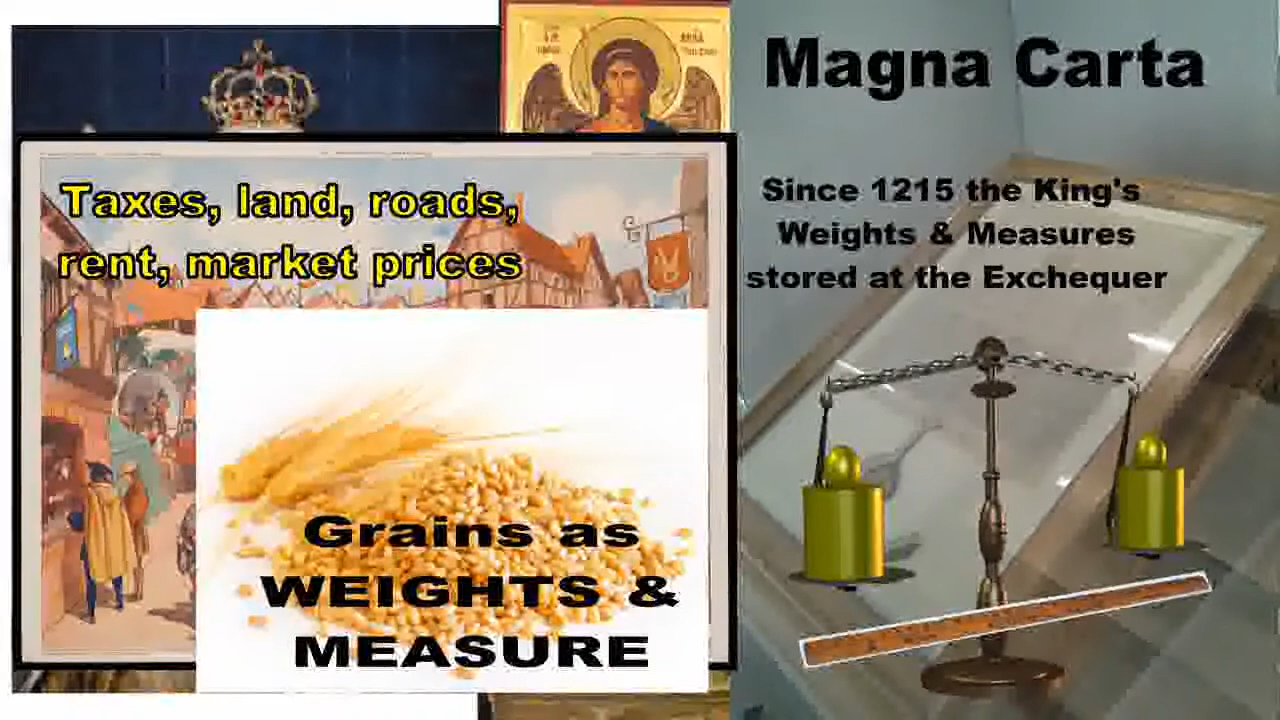 Taxes, land, roads,
rent, market prices
Grains as
WEIGHTS &
MEASURE
Magna Carta
Since 1215 the King's
Weights & Measures
stored at the Exchequer